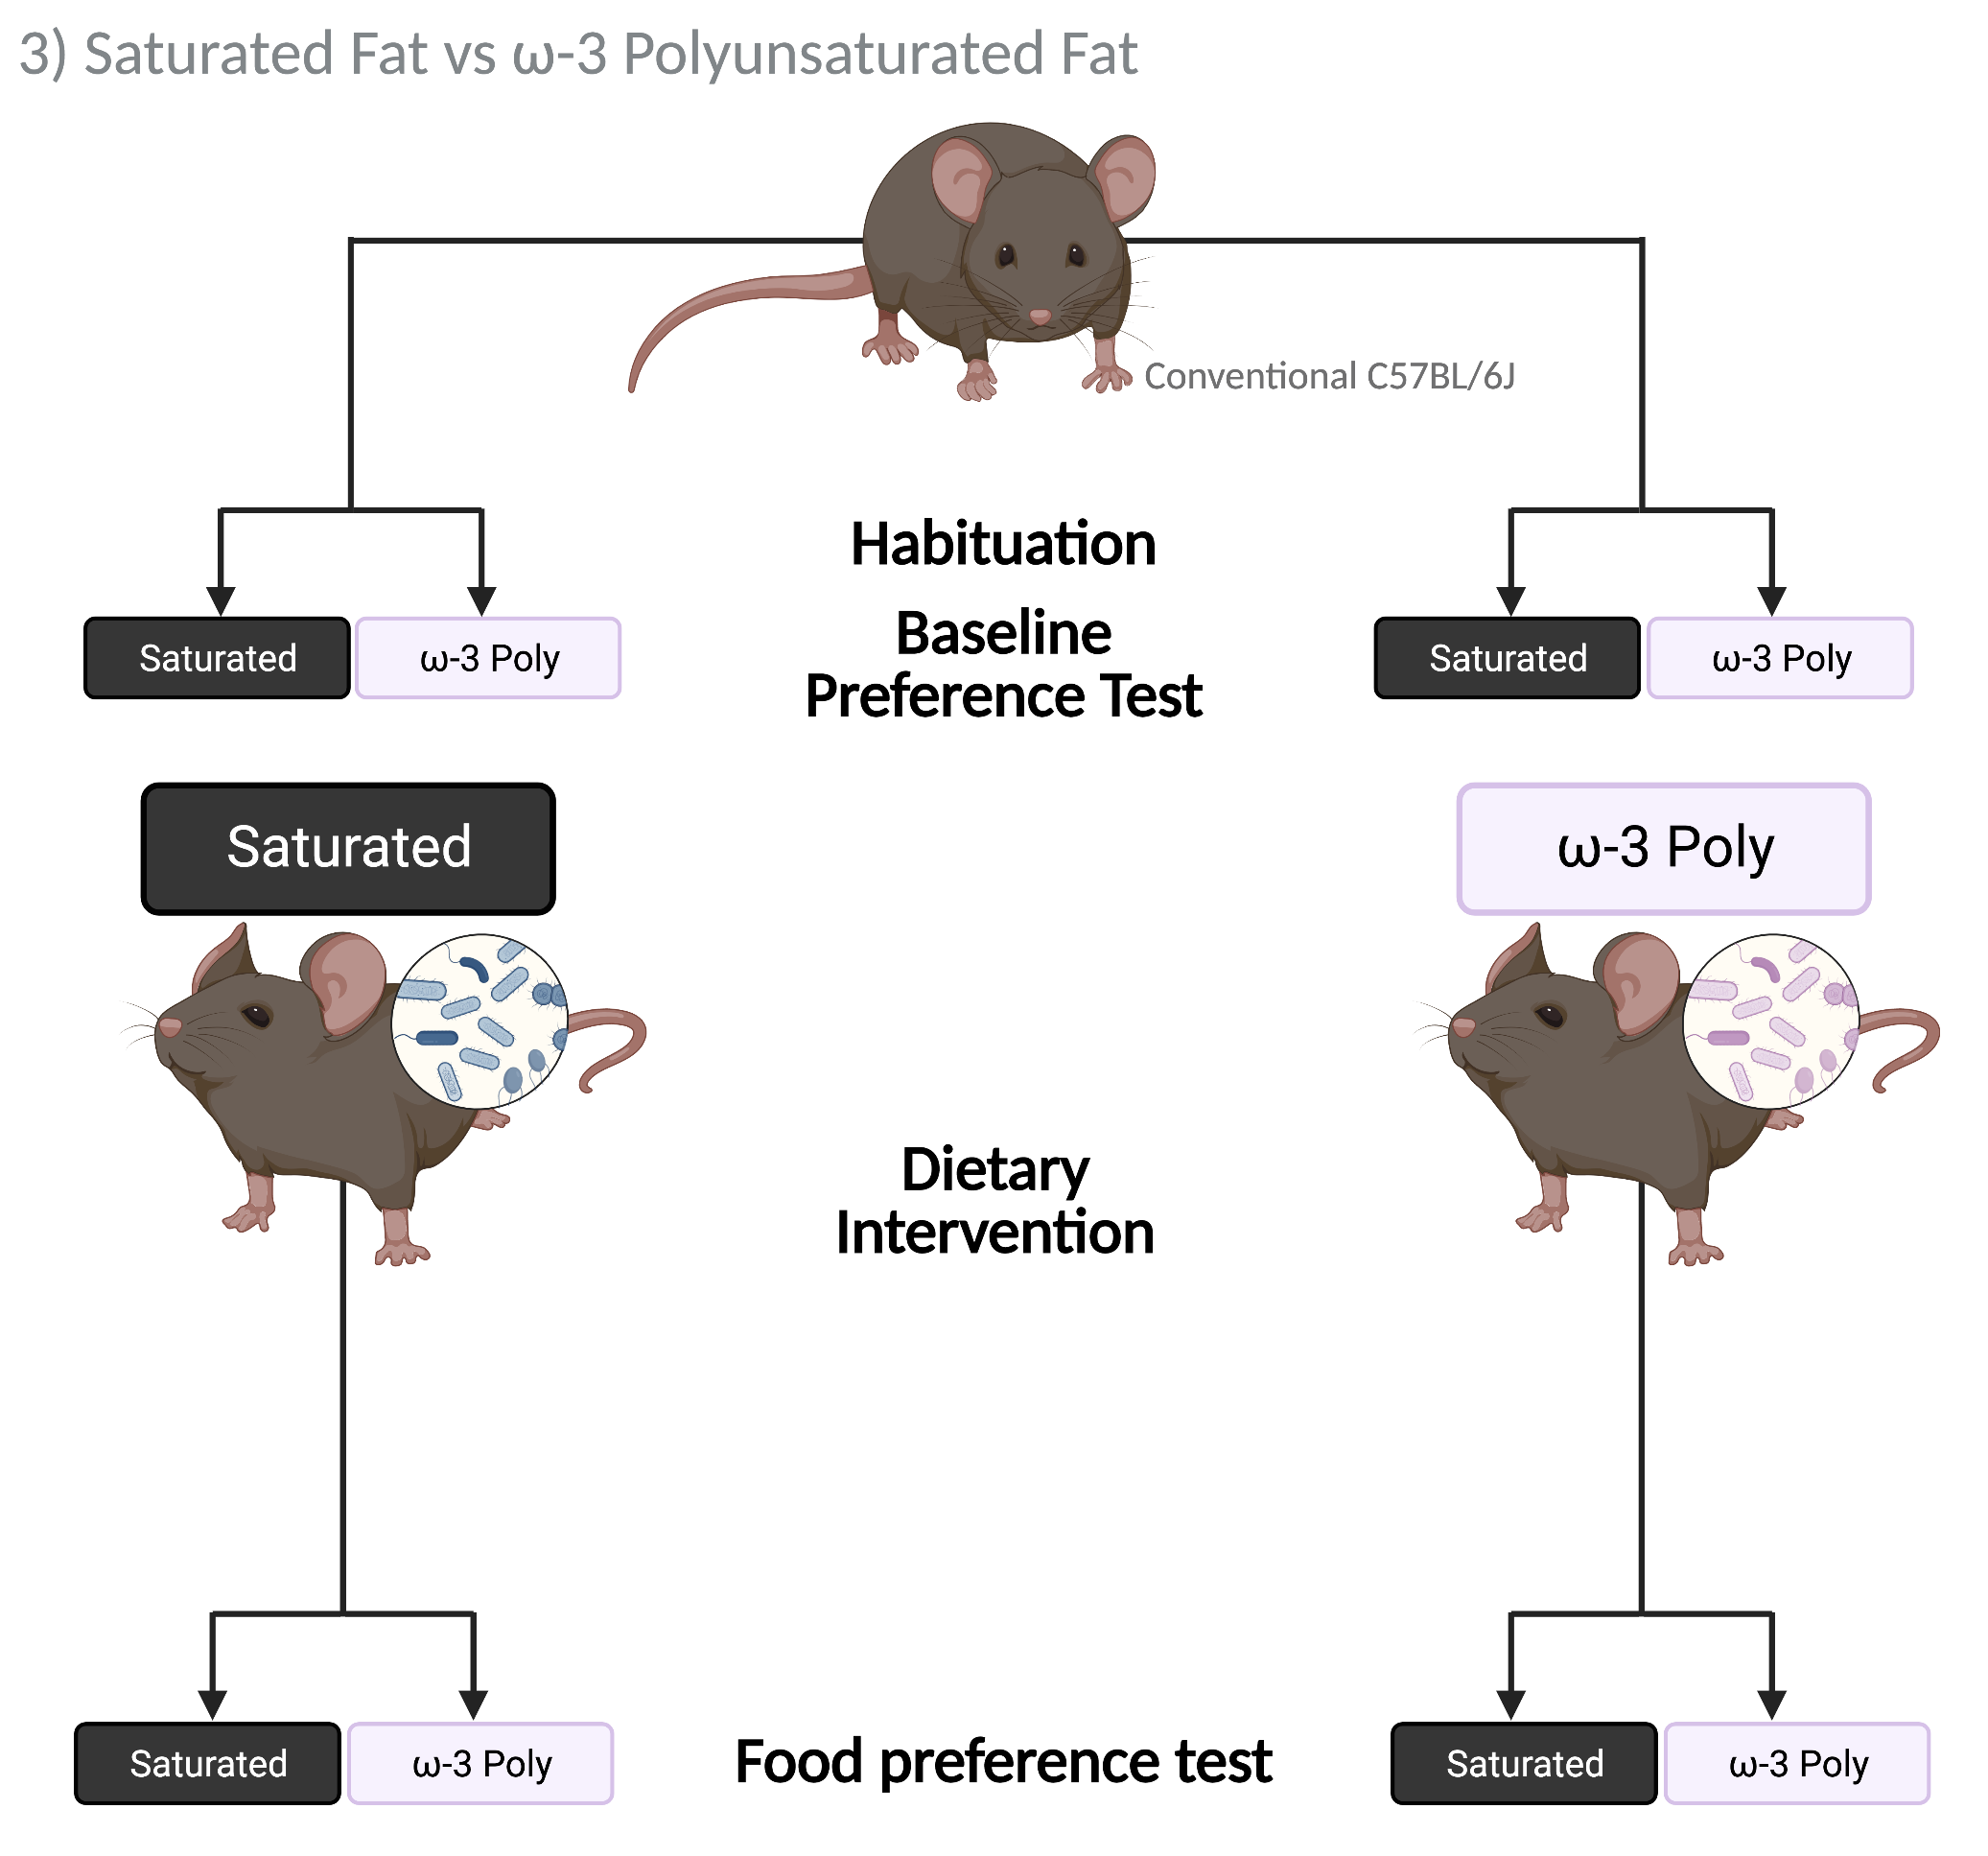 3) Saturated Fat vs ω-3 Polyunsaturated Fat
Conventional C57BL/6J
Habituation
Baseline
Preference Test
Saturated
ω-3 Poly
Saturated
ω-3 Poly
Saturated
ω-3 Poly
Dietary
Intervention
Saturated
ω-3 Poly
Food preference test
Saturated
ω-3 Poly